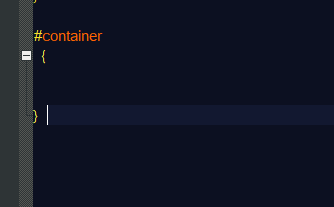 }
#container
{
}